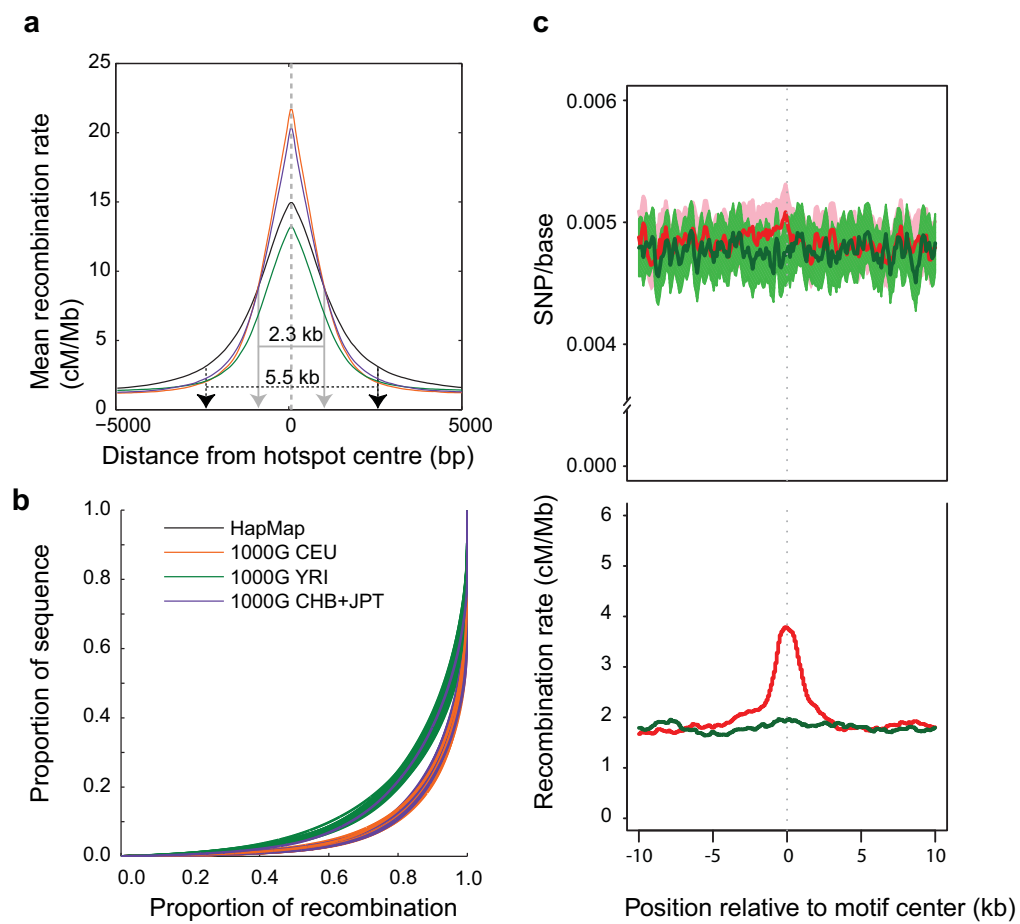 a
25
20
15
10
5
0
Mean recombination rate
(cM/Mb)
2.3 kb
5.5 kb
−5000
0
5000
Distance from hotspot centre (bp)
b
1.0
0.8
0.6
0.4
0.2
0.0
Proportion of sequence
HapMap
1000G CEU
1000G YRI
1000G CHB+JPT
0.0
0.2
0.4
0.6
0.8
1.0
Proportion of recombination
c
0.006
0.005
0.004
0.000
SNP/base
6
5
4
3
2
1
0
Recombination rate (cM/Mb)
-10
-5
0
5
10
Position relative to motif center (kb)